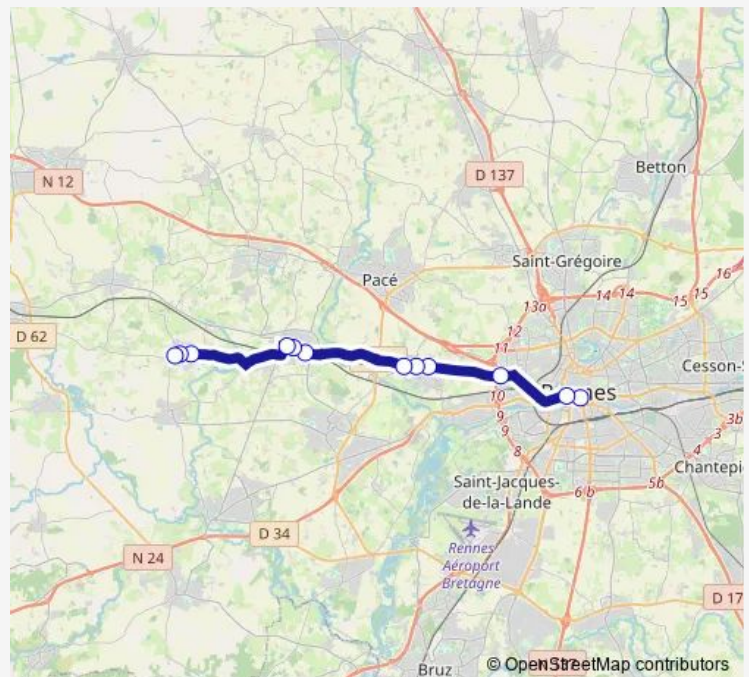 Betton
D 137
N 12
Saint-Grégoire
Pacé
16
13a
14 14
15 15
12
D 62
11
Cesson-S
10
nes
9
9
3b
8
4
3
Chantepi
Saint-Jacques-
de-la-Lande
5b
6 b
D 34
Rennes
Aéroport
Bretagne
N 24
D 17
Bruz
© OpenStreetMap contributors